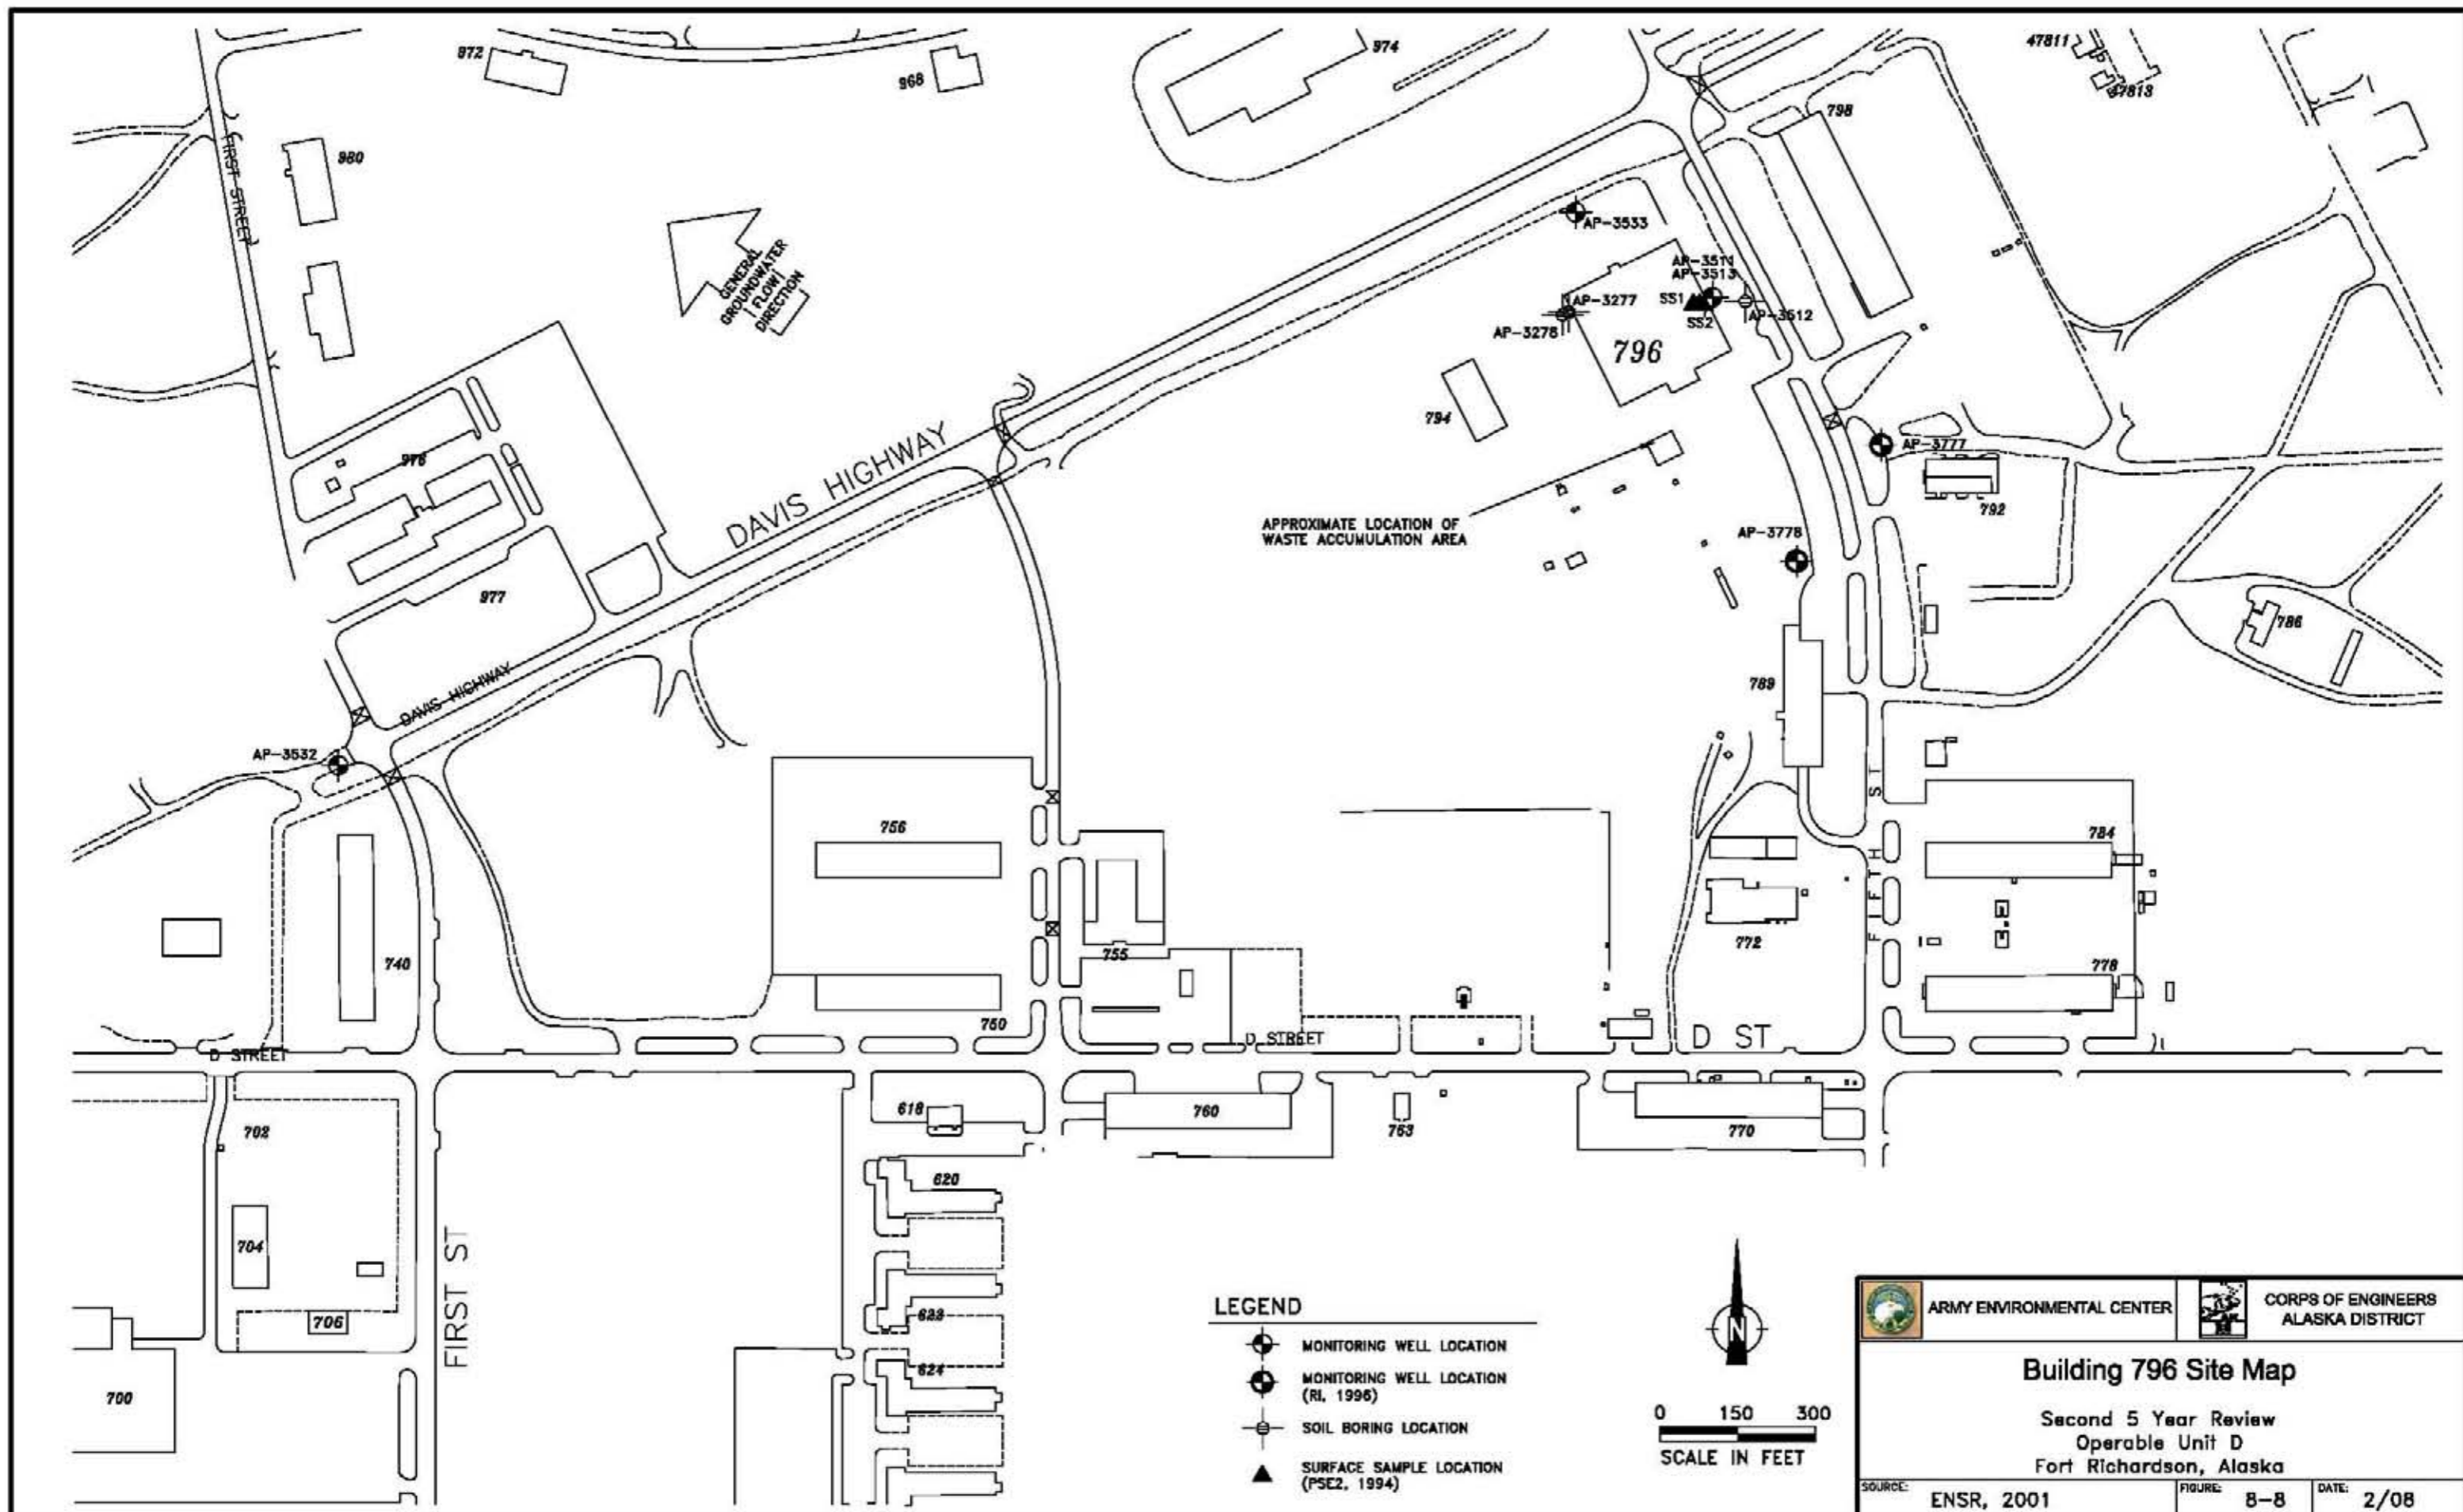 972
968
974
47811
47813
798
980
FIRST STREET
GENERAL
GROUNDWATER
FLOW
DIRECTION
AP-3533
AP-3511
AP-3513
SS1
SS2
AP-3512
AP-3277
AP-3278
796
794
976
977
DAVIS HIGHWAY
DAVIS HIGHWAY
APPROXIMATE LOCATION OF
WASTE ACCUMULATION AREA
AP-3777
792
AP-3778
786
789
AP-3532
756
784
FIFTH ST
740
755
772
778
750
D STREET
D STREET
D ST
702
618
760
763
770
620
704
FIRST ST
706
622
624
700
LEGEND
MONITORING WELL LOCATION
MONITORING WELL LOCATION
(RI, 1996)
SOIL BORING LOCATION
SURFACE SAMPLE LOCATION
(PSE2, 1994)
N
0 150 300
SCALE IN FEET
ARMY ENVIRONMENTAL CENTER
CORPS OF ENGINEERS
ALASKA DISTRICT
Building 796 Site Map
Second 5 Year Review
Operable Unit D
Fort Richardson, Alaska
SOURCE: ENSR, 2001
FIGURE: 8-8
DATE: 2/08